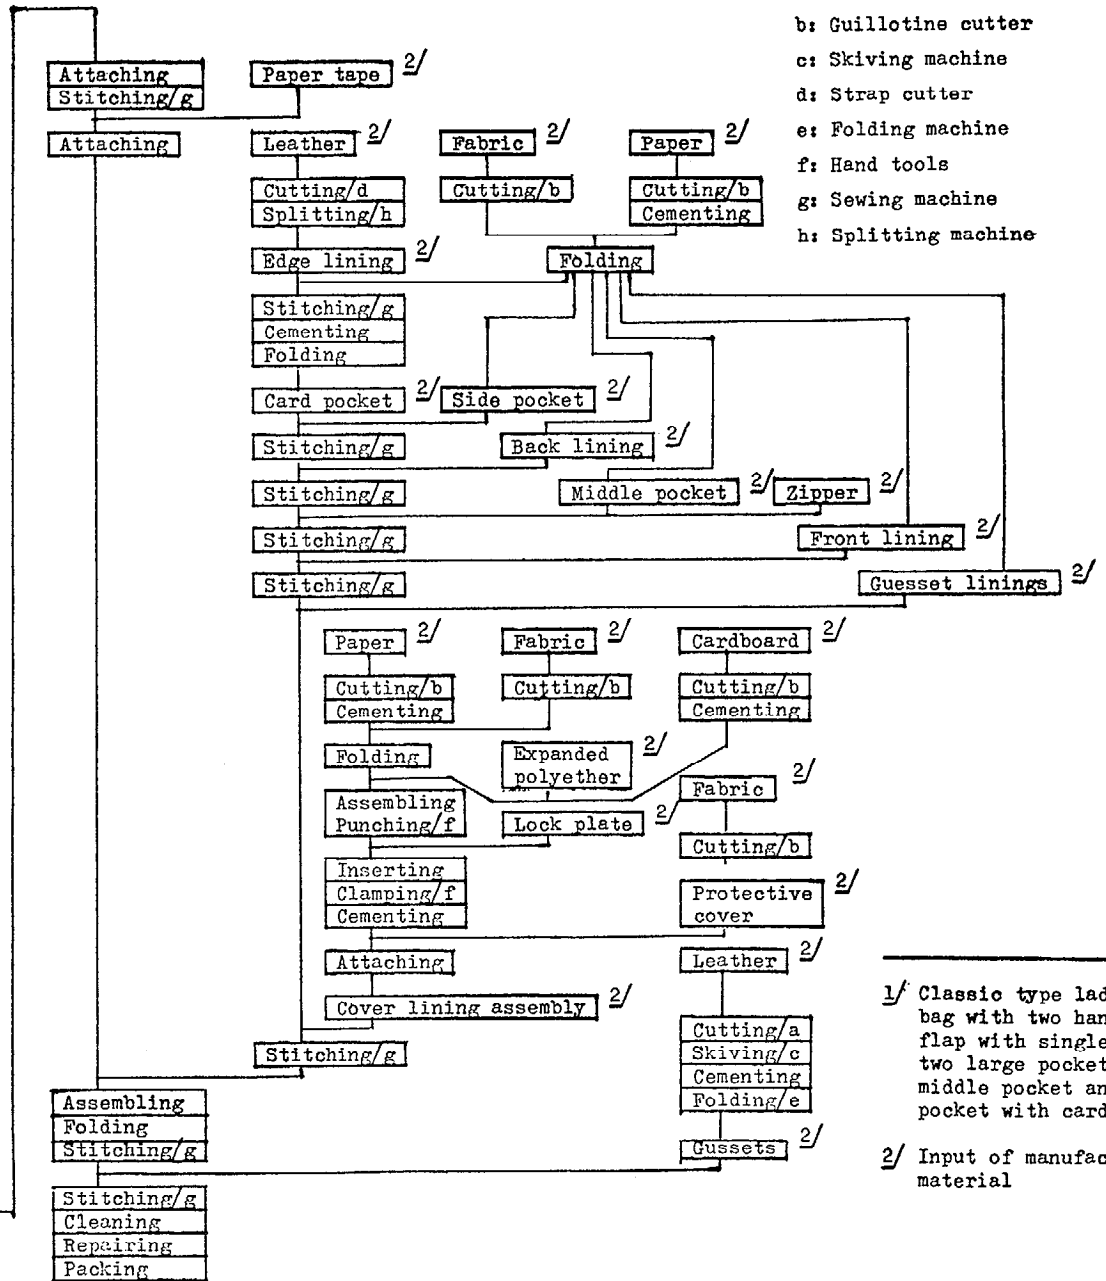 b: Guillotine cutter
c: Skiving machine
d: Strap cutter
e: Folding machine
f: Hand tools
g: Sewing machine
h: Splitting machine
Attaching
Stitching/g
Paper tape 2/
Attaching
Leather 2/
Fabric 2/
Paper 2/
Cutting/d
Splitting/h
Cutting/b
Cutting/b
Cementing
Edge lining 2/
Folding
Stitching/g
Cementing
Folding
Card pocket 2/
Side pocket 2/
Stitching/g
Back lining 2/
Stitching/g
Middle pocket 2/
Zipper 2/
Stitching/g
Front lining 2/
Stitching/g
Guesset linings 2/
Paper 2/
Fabric 2/
Cardboard 2/
Cutting/b
Cementing
Cutting/b
Cutting/b
Cementing
Folding
Expanded
polyether 2/
Fabric 2/
Assembling
Punching/f
Lock plate 2/
Cutting/b
Inserting
Clamping/f
Cementing
Protective
cover 2/
Attaching
Leather 2/
Cover lining assembly 2/
Cutting/a
Skiving/c
Cementing
Folding/e
Stitching/g
Assembling
Folding
Stitching/g
Gussets 2/
Stitching/g
Cleaning
Repairing
Packing
1/ Classic type lad
bag with two han
flap with single
two large pocket
middle pocket an
pocket with card
2/ Input of manufac
material